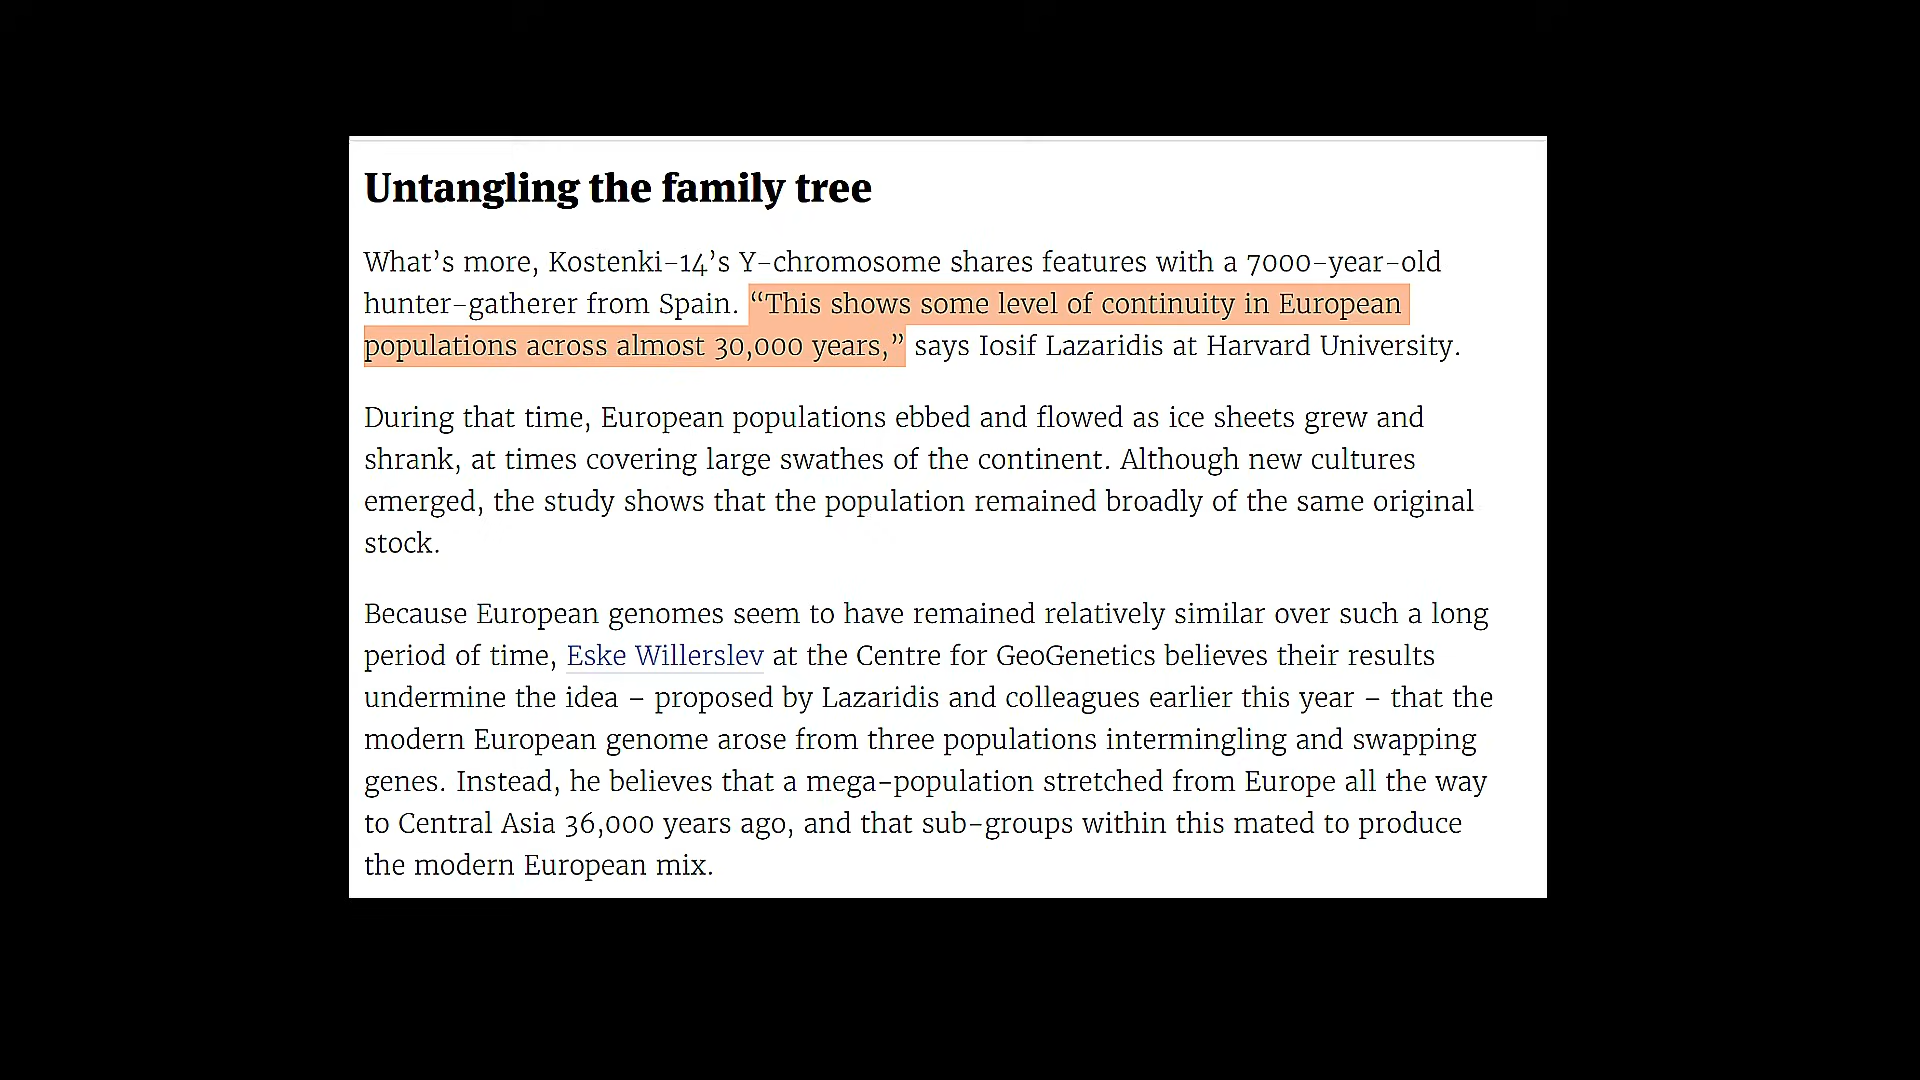 Untangling the family tree
What’s more, Kostenki-14’s Y-chromosome shares features with a 7000-year-old
hunter-gatherer from Spain. “This shows some level of continuity in European
populations across almost 30,000 years,” says Iosif Lazaridis at Harvard University.
During that time, European populations ebbed and flowed as ice sheets grew and
shrank, at times covering large swathes of the continent. Although new cultures
emerged, the study shows that the population remained broadly of the same original
stock.
Because European genomes seem to have remained relatively similar over such a long
period of time, Eske Willerslev at the Centre for GeoGenetics believes their results
undermine the idea – proposed by Lazaridis and colleagues earlier this year – that the
modern European genome arose from three populations intermingling and swapping
genes. Instead, he believes that a mega-population stretched from Europe all the way
to Central Asia 36,000 years ago, and that sub-groups within this mated to produce
the modern European mix.